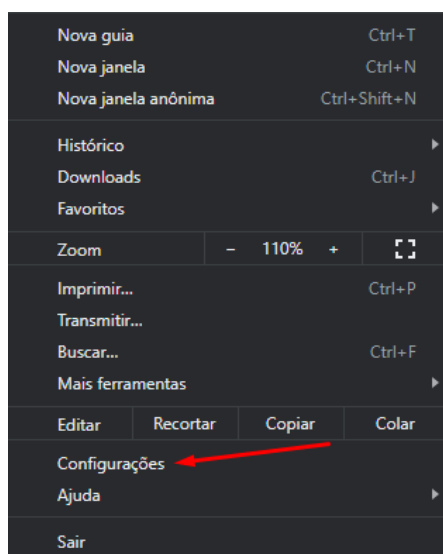 Nova guia Ctrl+T
Nova janela Ctrl+N
Nova janela anônima Ctrl+Shift+N
Histórico
Downloads Ctrl+J
Favoritos
Zoom - 110% +
Imprimir... Ctrl+P
Transmitir...
Buscar... Ctrl+F
Mais ferramentas
Editar Recortar Copiar Colar
Configurações
Ajuda
Sair